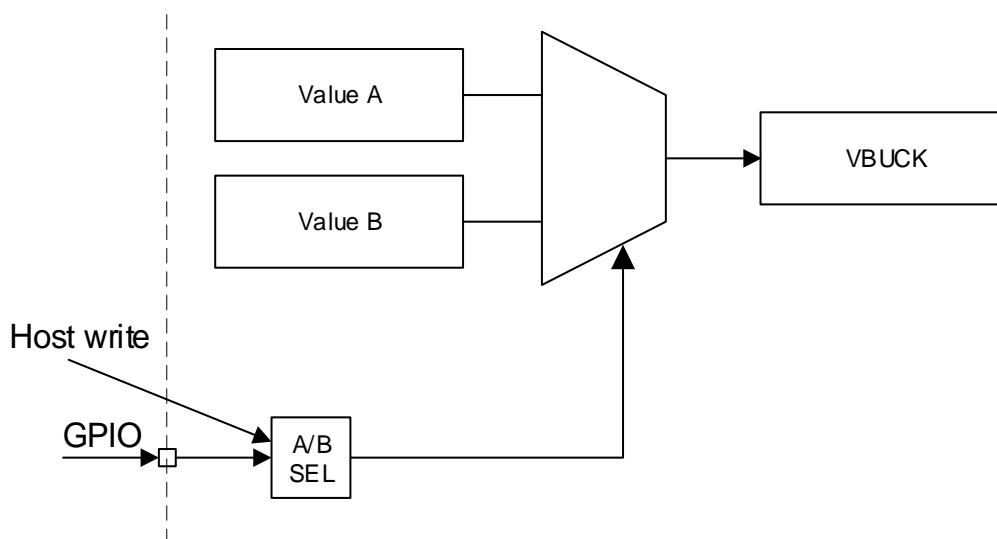 Value A
VBUCK
Value B
Host write
GPIO
A/B
SEL